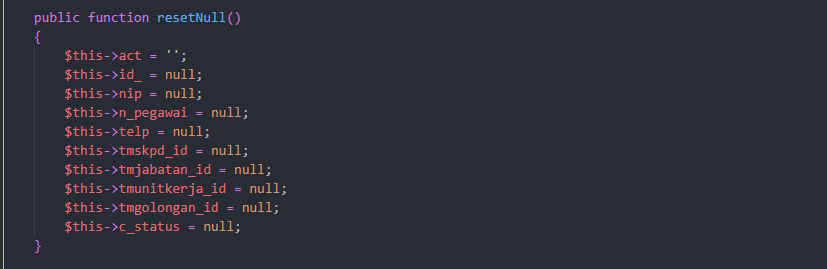 public function resetNull()
{
$this->act = '';
$this->id_ = null;
$this->nip = null;
$this->n_pegawai = null;
$this->telp = null;
$this->tmskpd_id = null;
$this->tmjabatan_id = null;
$this->tmunitkerja_id = null;
$this->tmgolongan_id = null;
$this->c_status = null;
}